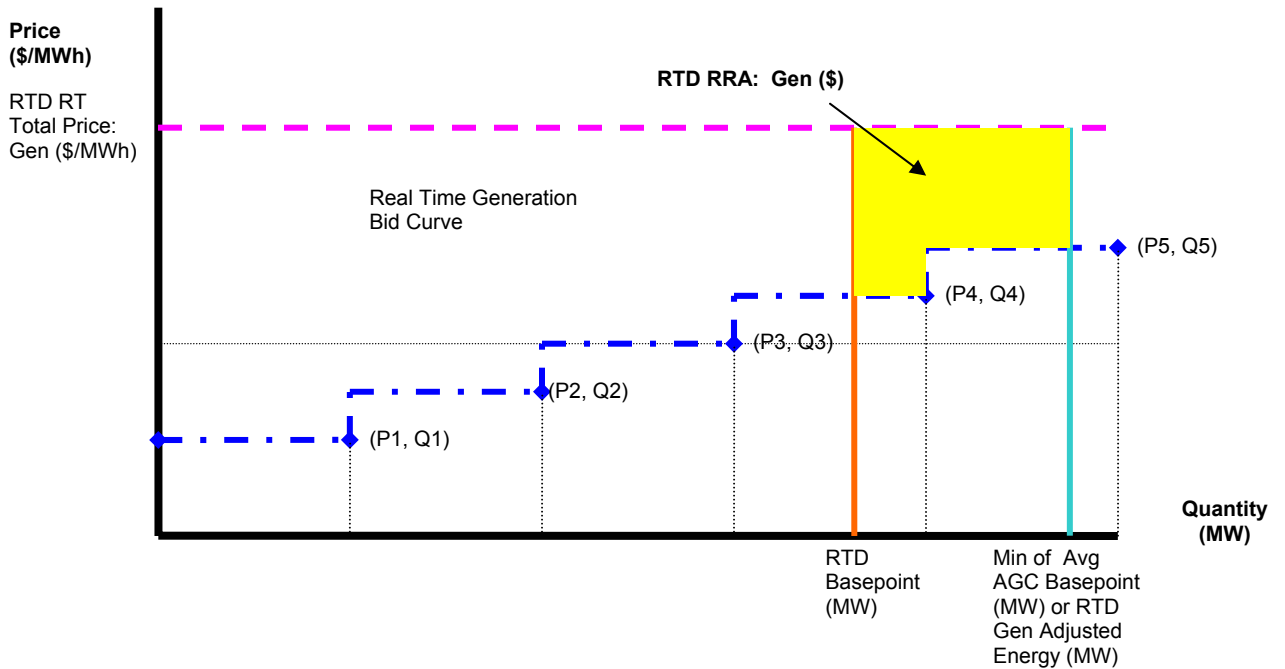 Price
($/MWh)
RTD RT
Total Price:
Gen ($/MWh)
RTD RRA:  Gen ($)
Real Time Generation
Bid Curve
(P5, Q5)
(P4, Q4)
(P3, Q3)
(P2, Q2)
(P1, Q1)
Quantity
(MW)
RTD
Basepoint
(MW)
Min of  Avg
AGC Basepoint
(MW) or RTD
Gen Adjusted
Energy (MW)